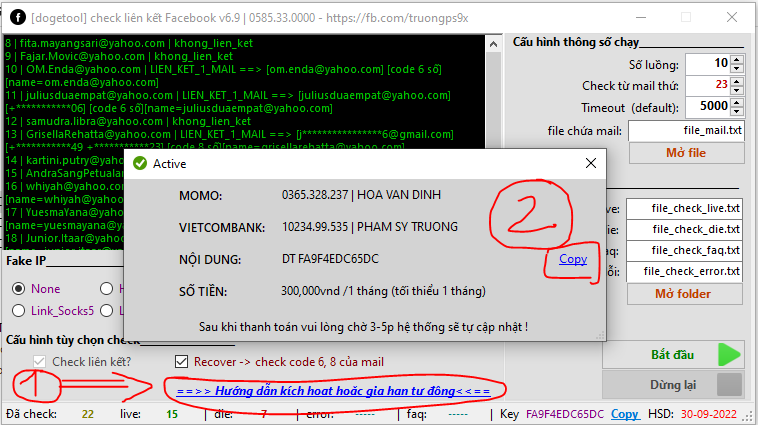 [dogetool] check liên kết Facebook v6.9 | 0585.33.0000 - https://fb.com/truongps9x
8 | fita.mayangsari@yahoo.com | khong_lien_ket
9 | Fajar.Movic@yahoo.com | khong_lien_ket
10 | OM.Enda@yahoo.com | LIEN_KET_1_MAIL ==> [om.enda@yahoo.com] [code 6 số]
[name=om.enda@yahoo.com]
11 | juliusduaempat@yahoo.com | LIEN_KET_1_MAIL ==> [juliusduaempat@yahoo.com]
[+***********06] [code 6 số][name=juliusduaempat@yahoo.com]
12 | samudra.libra@yahoo.com | khong_lien_ket
13 | GrisellaRehatta@yahoo.com | LIEN_KET_1_MAIL ==> [j****************6@gmail.com]
[+***********49 +***********23] [code 8 số][name=grisellarehatta@yahoo.com]
14 | kartini.putry@yahoo
15 | AndraSangPetualan
16 | whiyah@yahoo.com
[name=whiyah@yahoo.com
17 | YuesmaYana@yahoo
[name=yuesmayana@yahoo
18 | Junior.Itaar@yahoo.com
Cấu hình thông số chạy
Số luồng: 10
Check từ mail thứ: 23
Timeout (default): 5000
file chứa mail: file_mail.txt
Mở file
Active
MOMO: 0365.328.237 | HOA VAN DINH
VIETCOMBANK: 10234.99.535 | PHAM SY TRUONG
NỘI DUNG: DT FA9F4EDC65DC Copy
SỐ TIỀN: 300,000vnd /1 tháng (tối thiểu 1 tháng)
Sau khi thanh toán vui lòng chờ 3-5p hệ thống sẽ tự cập nhật !
2
ve: file_check_live.txt
ie: file_check_die.txt
aq: file_check_faq.txt
ỗi: file_check_error.txt
Mở folder
Fake IP
None H
Link_Socks5 L
Cấu hình tùy chọn check
Check liên kết? Recover -> check code 6, 8 của mail
1
==>> Hướng dẫn kích hoạt hoặc gia hạn tự động<<==
Bắt đầu
Dừng lại
Đã check: 22 live: 15 | die: 7 | error: ----- | faq: ----- | Key FA9F4EDC65DC Copy HSD: 30-09-2022